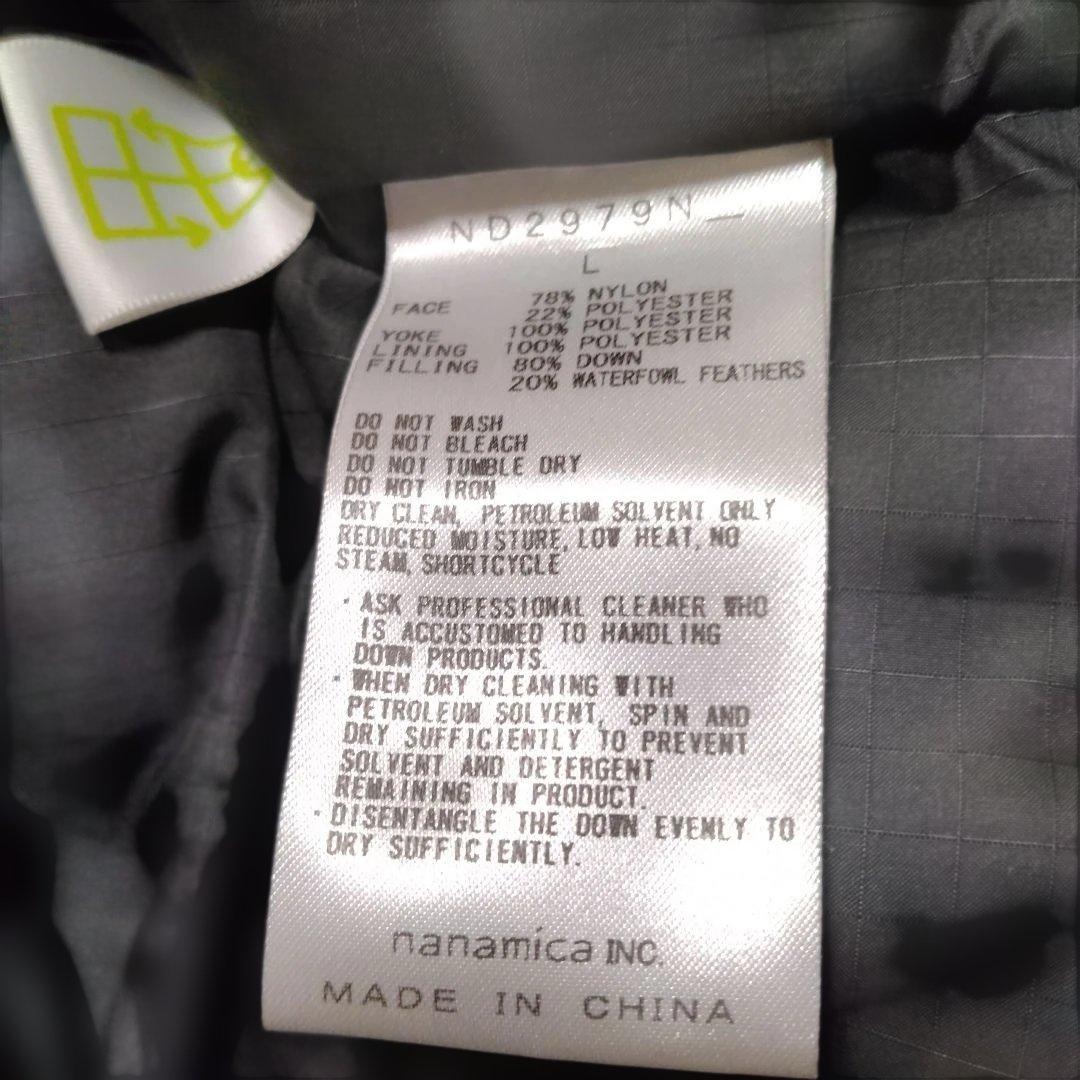 ND2979N_
L
FACE 78% NYLON
22% POLYESTER
YOKE 100% POLYESTER
LINING 100% POLYESTER
FILLING 80% DOWN
20% WATERFOWL FEATHERS
DO NOT WASH
DO NOT BLEACH
DO NOT TUMBLE DRY
DO NOT IRON
DRY CLEAN, PETROLEUM SOLVENT ONLY
REDUCED MOISTURE, LOW HEAT, NO
STEAM, SHORTCYCLE
・ASK PROFESSIONAL CLEANER WHO
IS ACCUSTOMED TO HANDLING
DOWN PRODUCTS.
・WHEN DRY CLEANING WITH
PETROLEUM SOLVENT, SPIN AND
DRY SUFFICIENTLY TO PREVENT
SOLVENT AND DETERGENT
REMAINING IN PRODUCT.
・DISENTANGLE THE DOWN EVENLY TO
DRY SUFFICIENTLY.
nanamica INC.
MADE IN CHINA